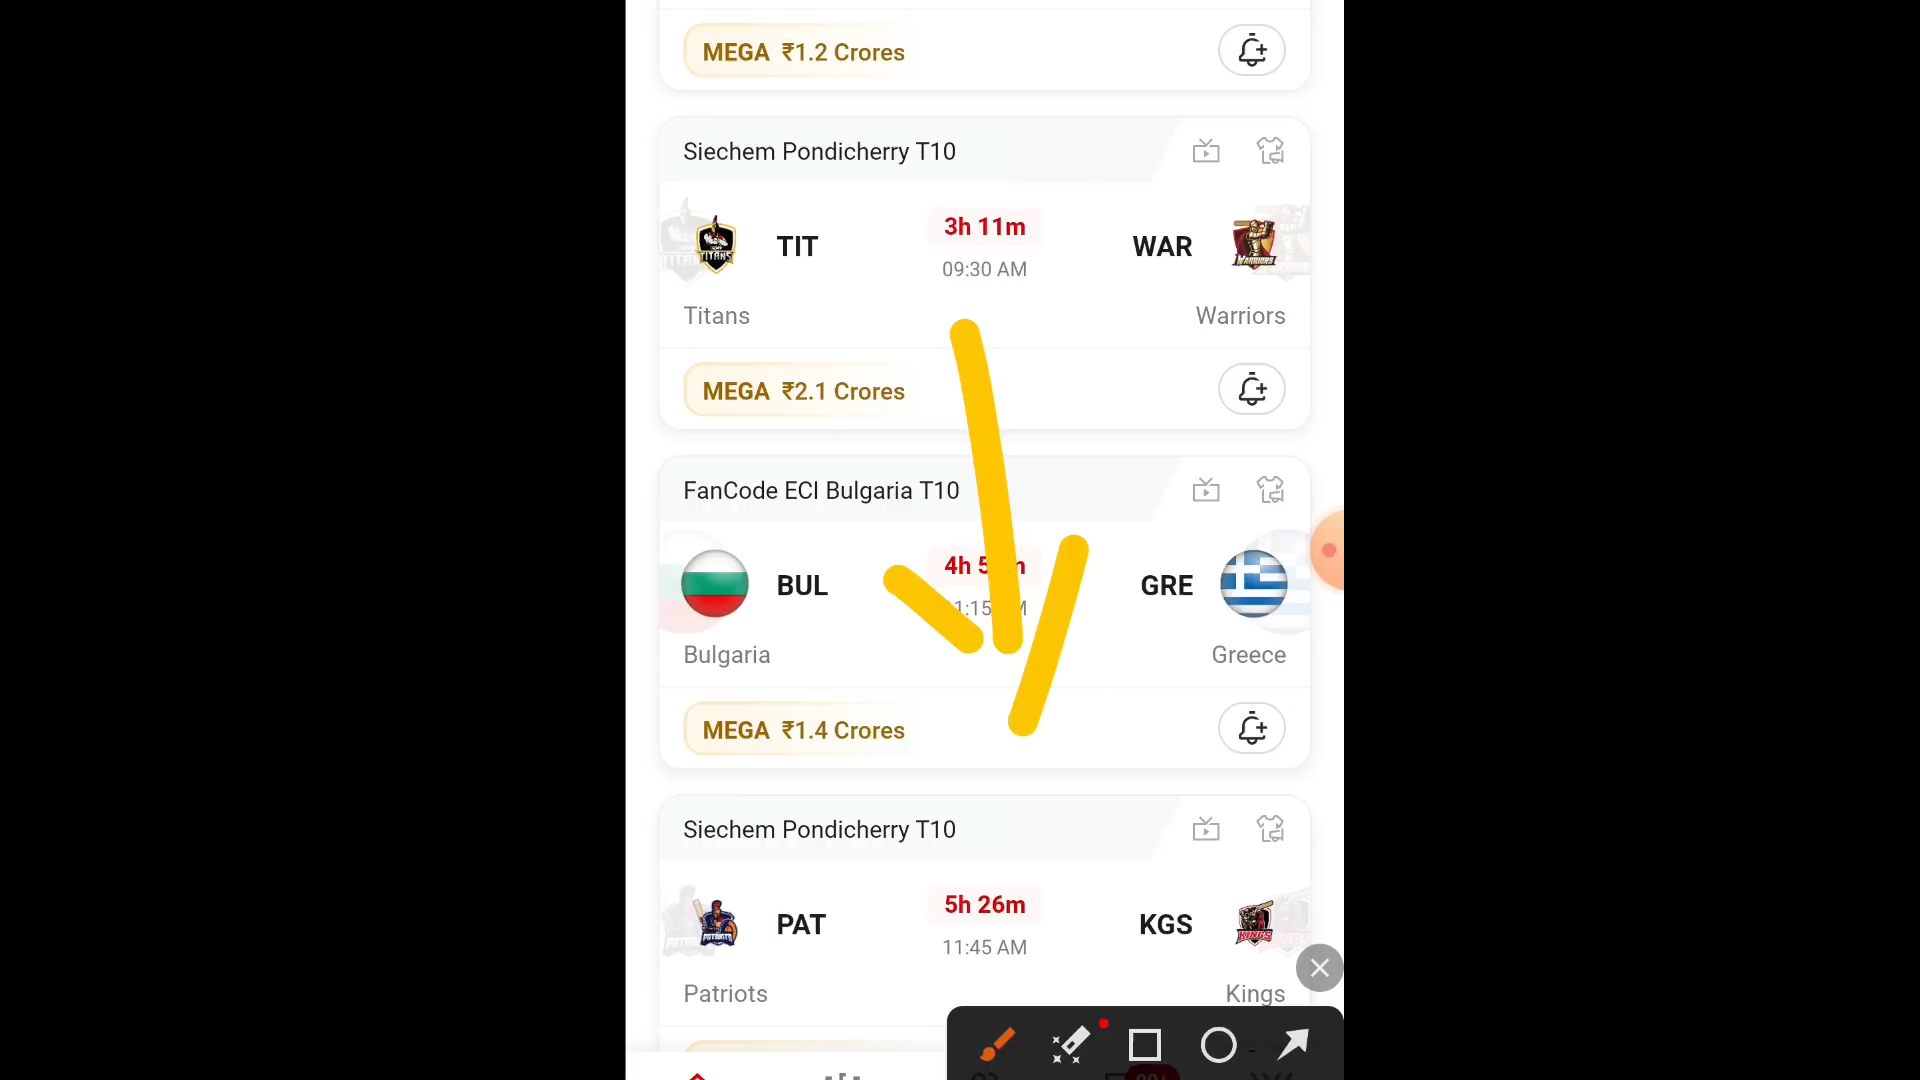 MEGA ₹1.2 Crores
Siechem Pondicherry T10
TIT 3h 11m WAR
09:30 AM
Titans Warriors
MEGA ₹2.1 Crores
FanCode ECI Bulgaria T10
BUL 4h GRE
Bulgaria Greece
MEGA ₹1.4 Crores
Siechem Pondicherry T10
PAT 5h 26m KGS
11:45 AM
Patriots Kings